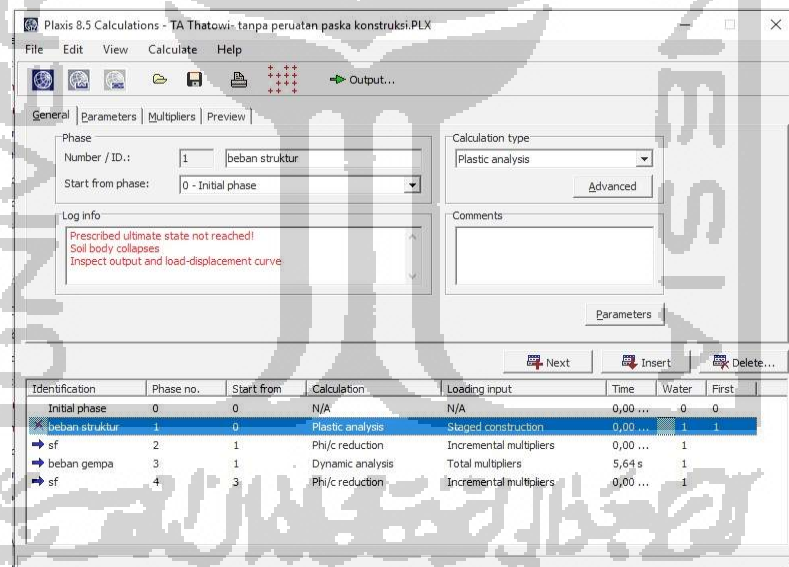 Plaxis 8.5 Calculations - TA Thatowi- tanpa peruatan paska konstruksi.PLX
File Edit View Calculate Help
Output...
General Parameters Multipliers Preview
Phase
Number / ID.: 1 beban struktur
Start from phase: 0 - Initial phase
Calculation type
Plastic analysis
Advanced
Log info
Prescribed ultimate state not reached!
Soil body collapses
Inspect output and load-displacement curve
Comments
Parameters
Next Insert Delete...
Identification Phase no. Start from Calculation Loading input Time Water First
Initial phase 0 0 N/A N/A 0,00 ... 0 0
beban struktur 1 0 Plastic analysis Staged construction 0,00 ... 1 1
sf 2 1 Phi/c reduction Incremental multipliers 0,00 ... 1
beban gempa 3 1 Dynamic analysis Total multipliers 5,64 s 1
sf 4 3 Phi/c reduction Incremental multipliers 0,00 ... 1